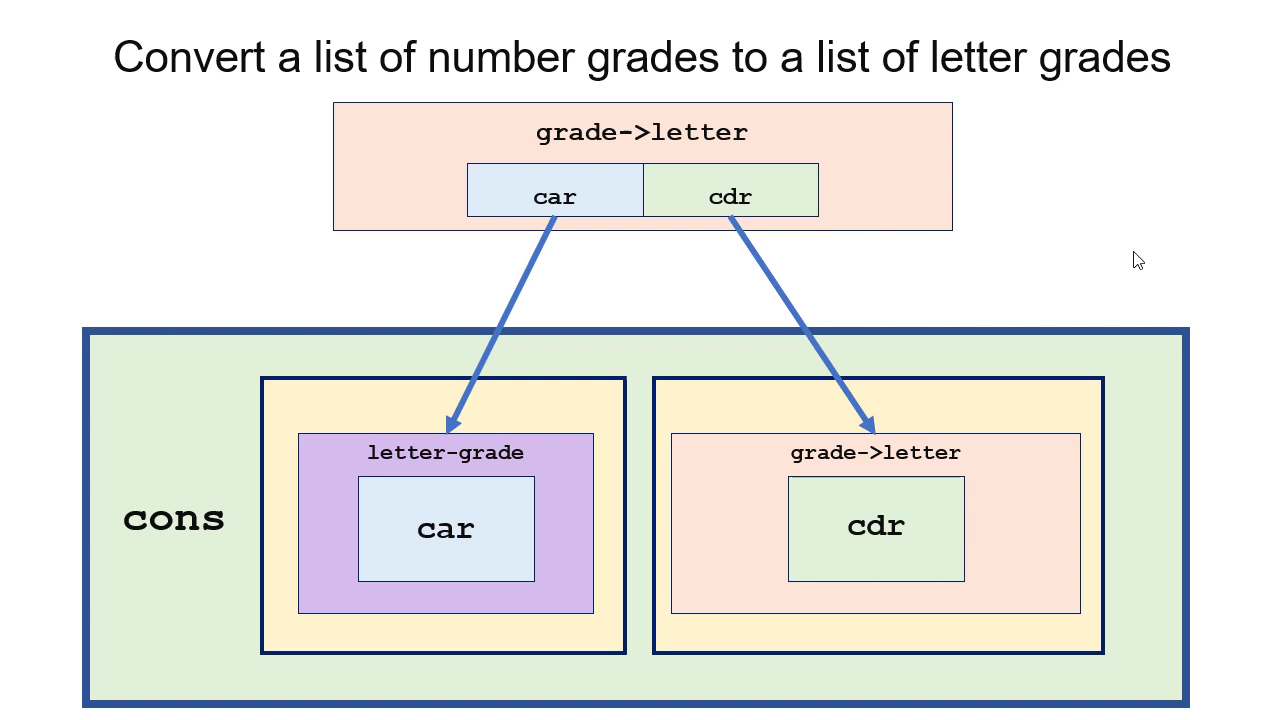 Convert a list of number grades to a list of letter grades
grade->letter
car cdr
letter-grade
car
grade->letter
cdr
cons